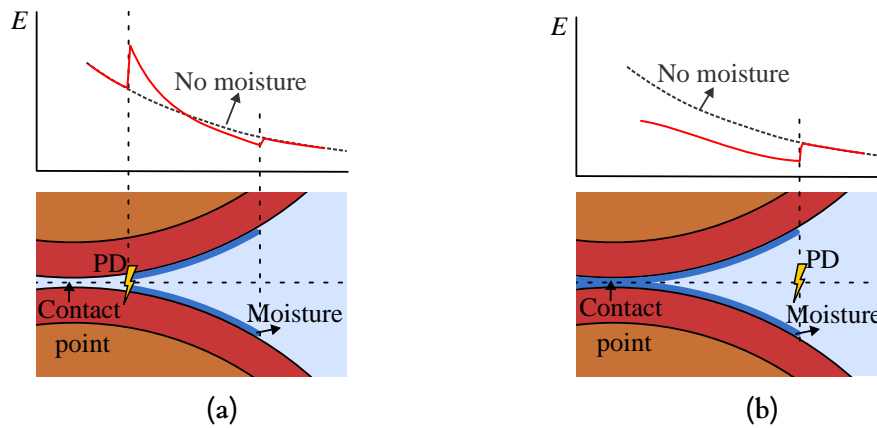 E
No moisture
PD
Contact
point
Moisture
(a)
E
No moisture
PD
Contact
point
Moisture
(b)